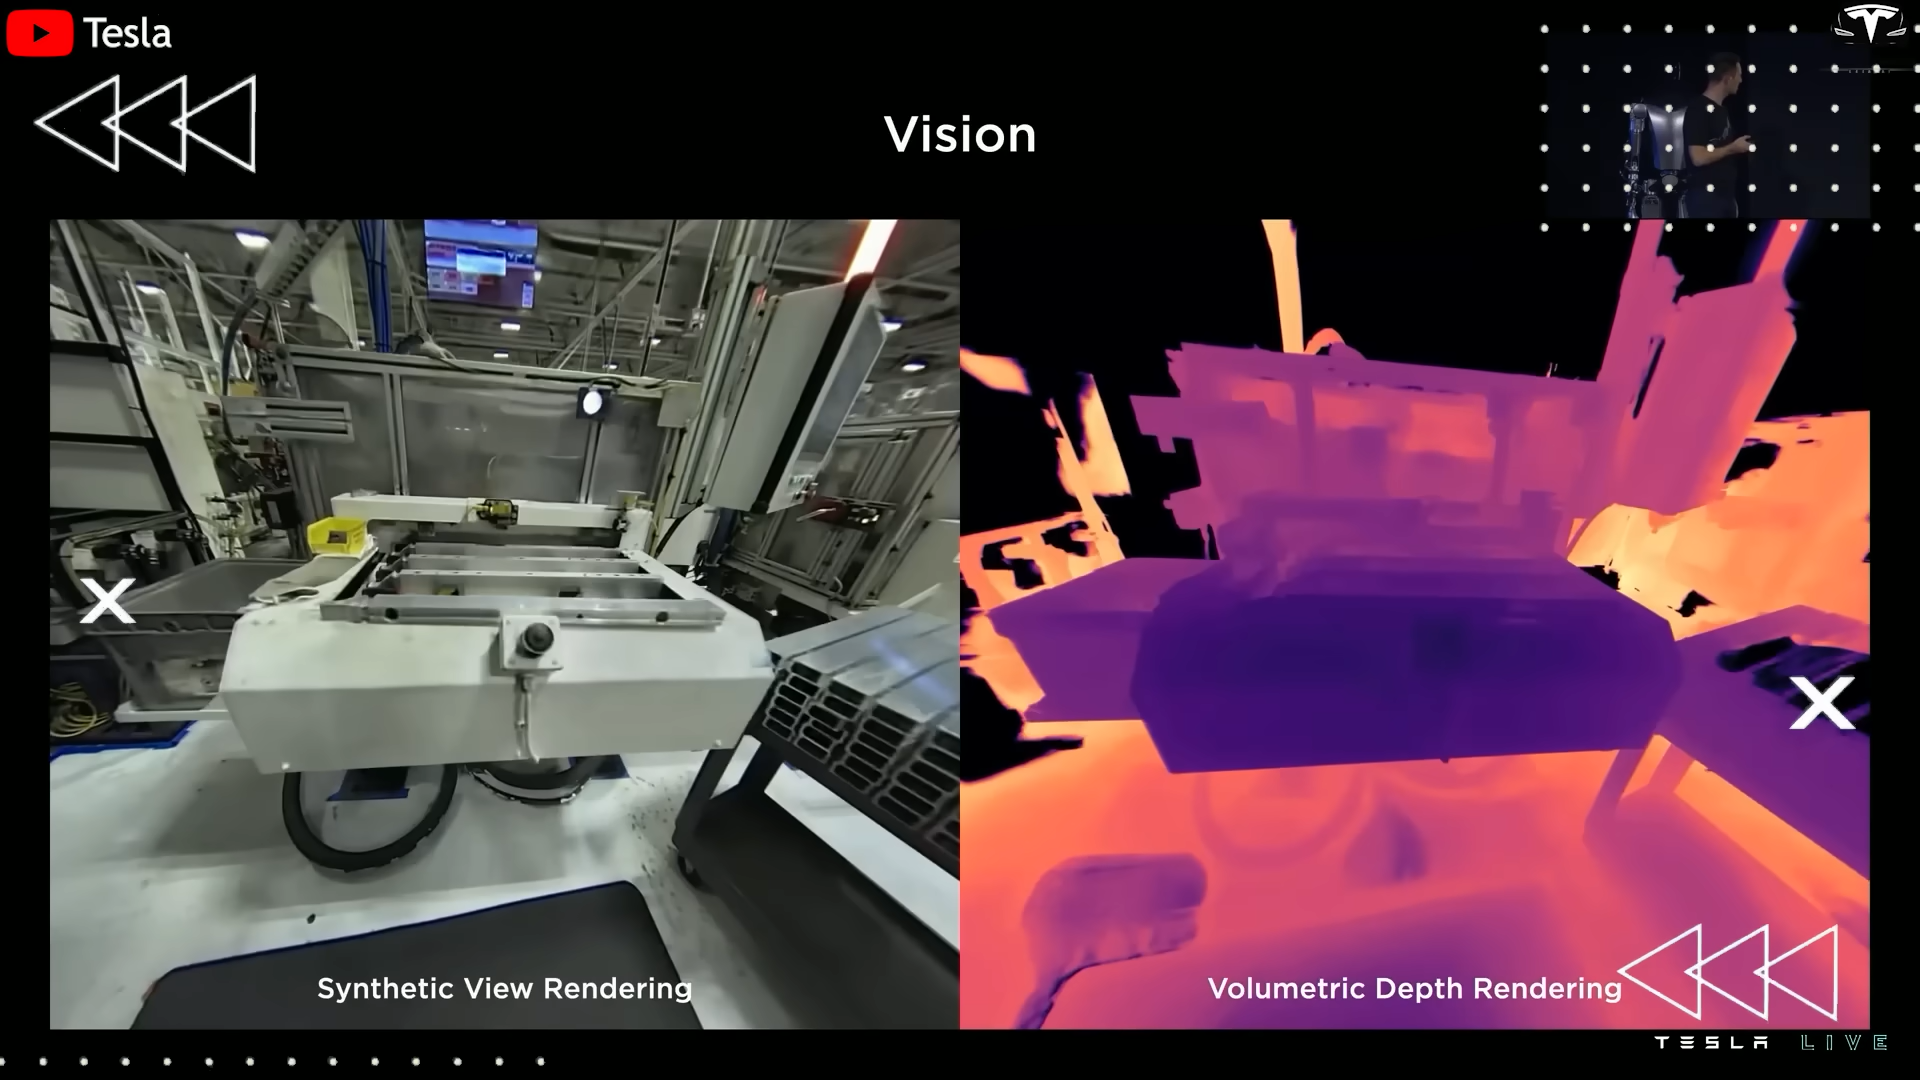 Tesla
Vision
Synthetic View Rendering
Volumetric Depth Rendering
TESLA LIVE